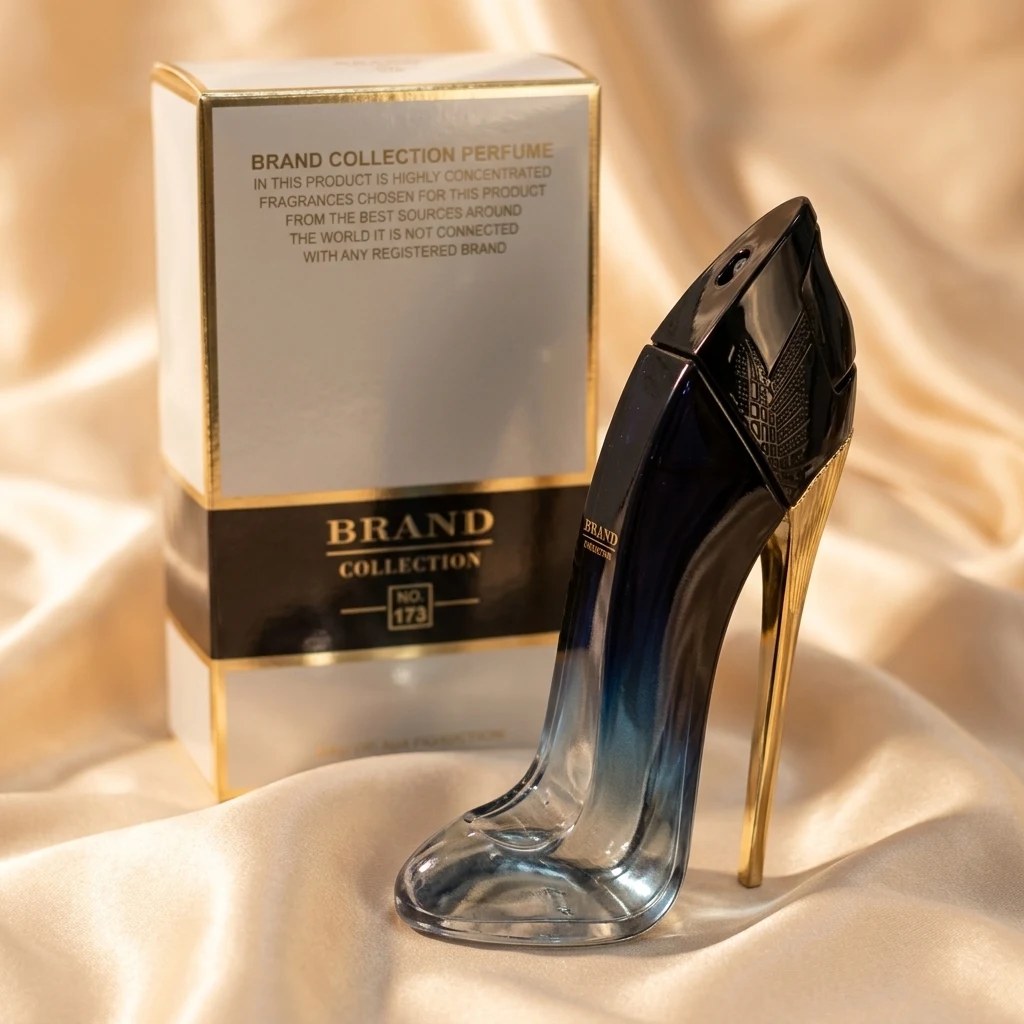 BRAND COLLECTION PERFUME
IN THIS PRODUCT IS HIGHLY CONCENTRATED
FRAGRANCES CHOSEN FOR THIS PRODUCT
FROM THE BEST SOURCES AROUND
THE WORLD IT IS NOT CONNECTED
WITH ANY REGISTERED BRAND
BRAND
COLLECTION
NO.
173
BRAND
COLLECTION